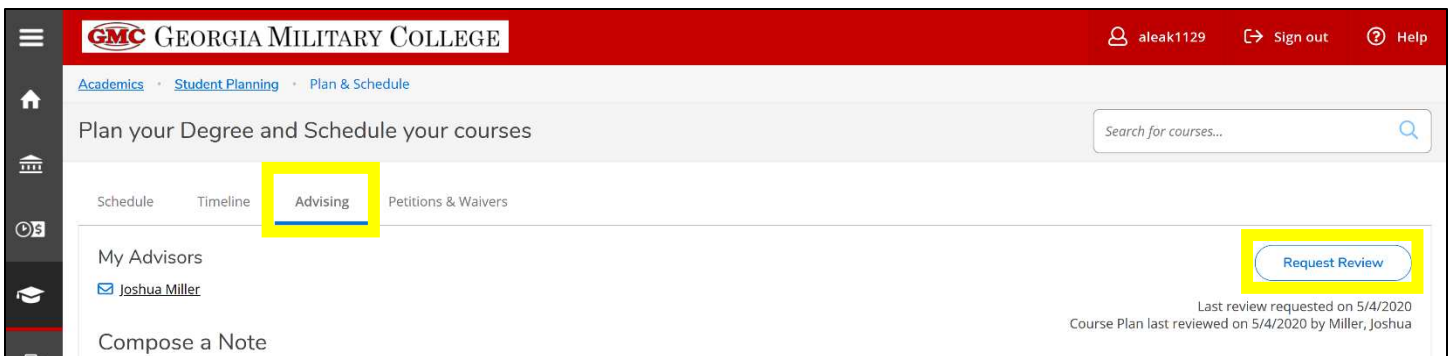 GMC GEORGIA MILITARY COLLEGE
aleak1129 Sign out ? Help
Academics · Student Planning · Plan & Schedule
Plan your Degree and Schedule your courses
Search for courses...
Schedule Timeline Advising Petitions & Waivers
My Advisors
Request Review
Joshua Miller
Last review requested on 5/4/2020
Course Plan last reviewed on 5/4/2020 by Miller, Joshua
Compose a Note